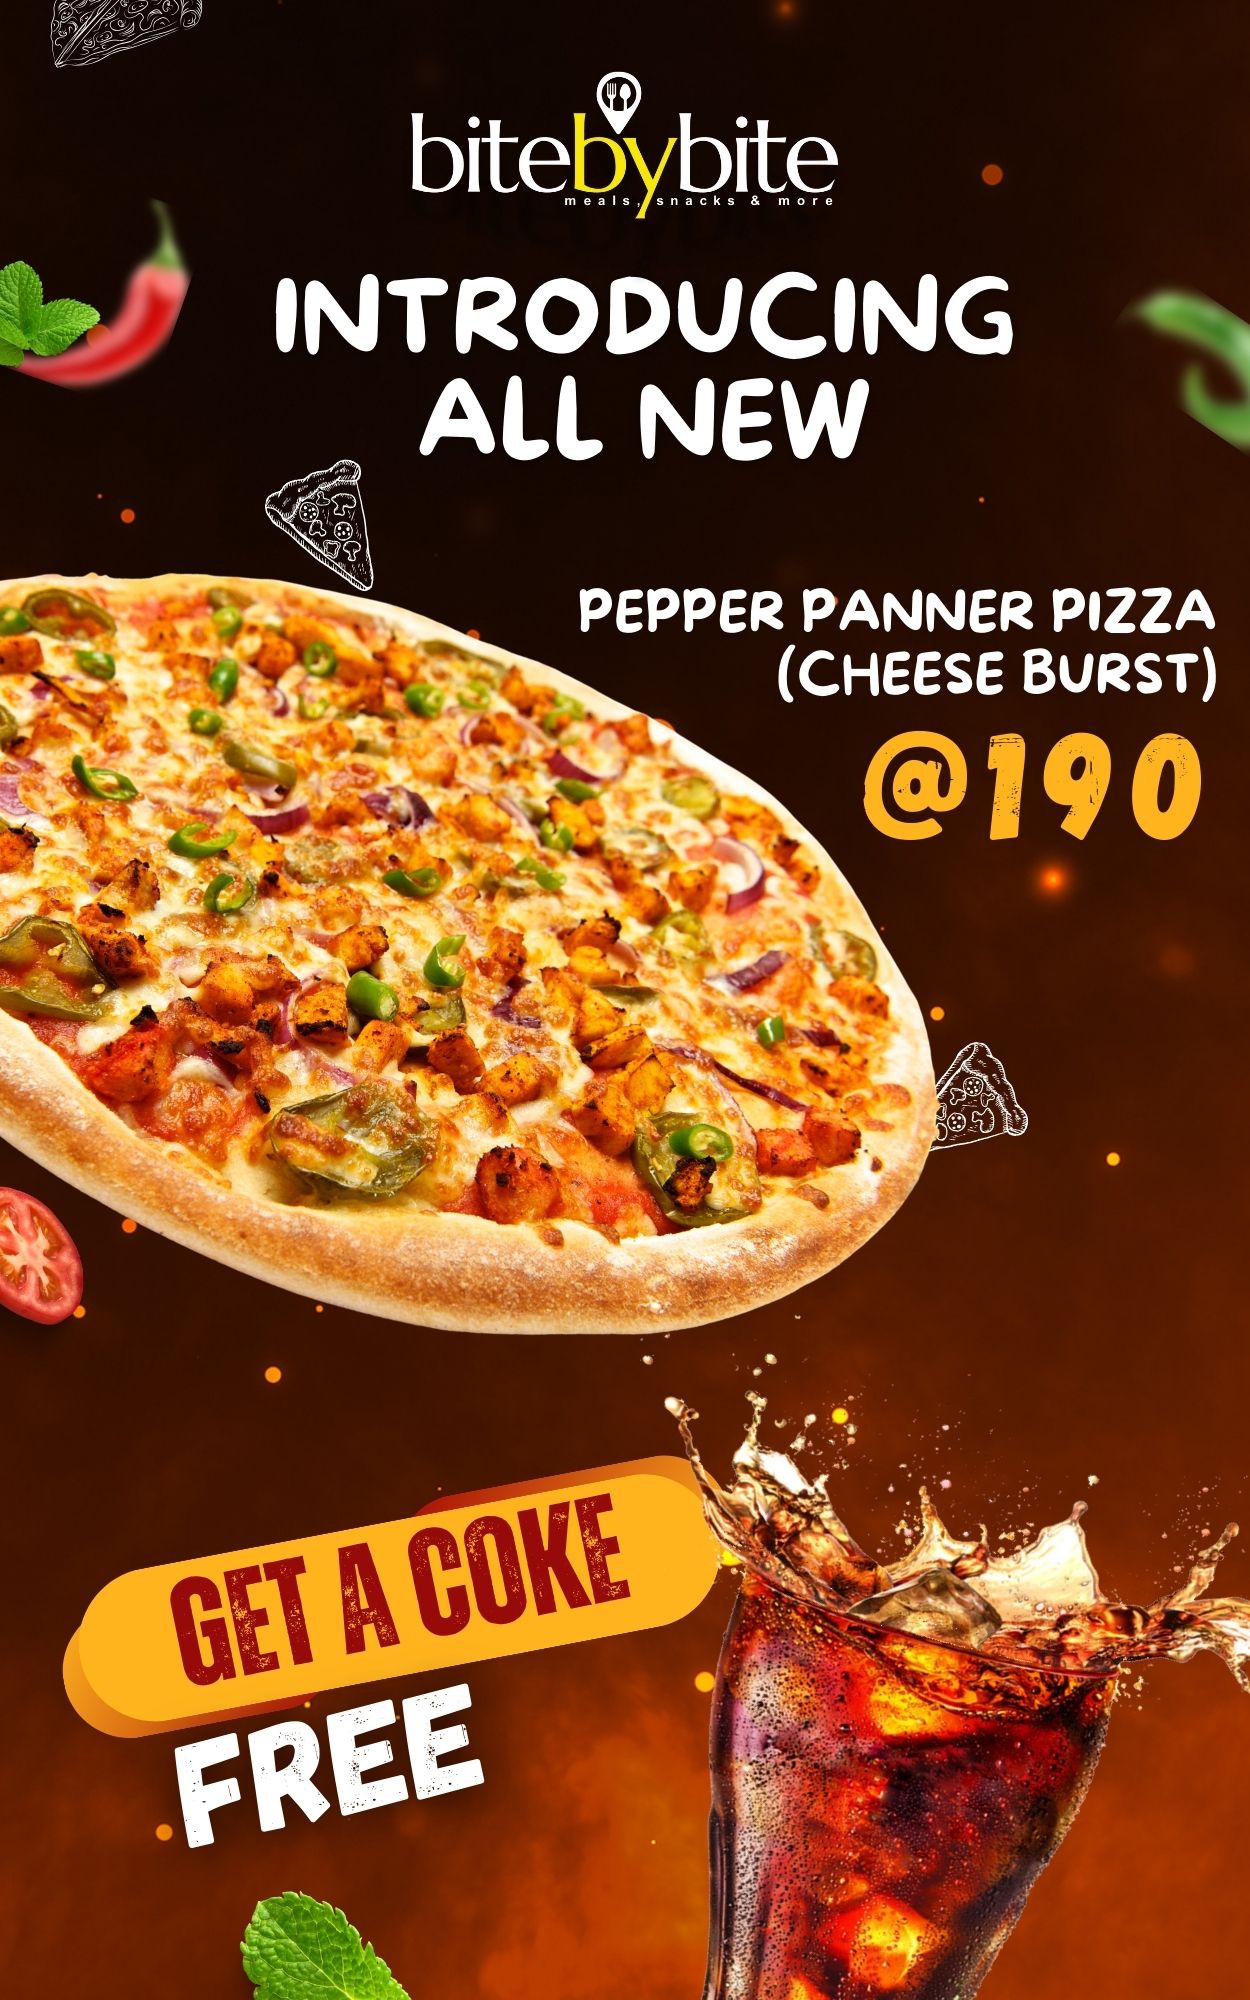 bitebybite
meals, snacks & more
INTRODUCING
ALL NEW
PEPPER PANNER PIZZA
(CHEESE BURST)
@190
GET A COKE
FREE